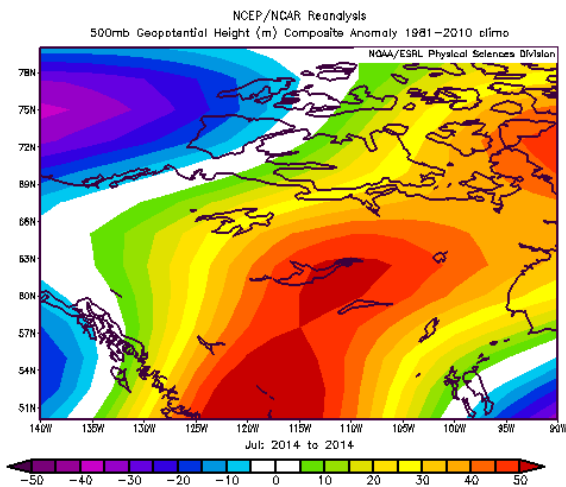 NCEP/NCAR Reanalysis
500mb Geopotential Height (m) Composite Anomaly 1981-2010 climo
NOAA/ESRL Physical Sciences Division
78N
75N
72N
69N
66N
63N
60N
57N
54N
51N
140W 135W 130W 125W 120W 115W 110W 105W 100W 95W 90W
Jul: 2014 to 2014
-50 -40 -30 -20 -10 0 10 20 30 40 50